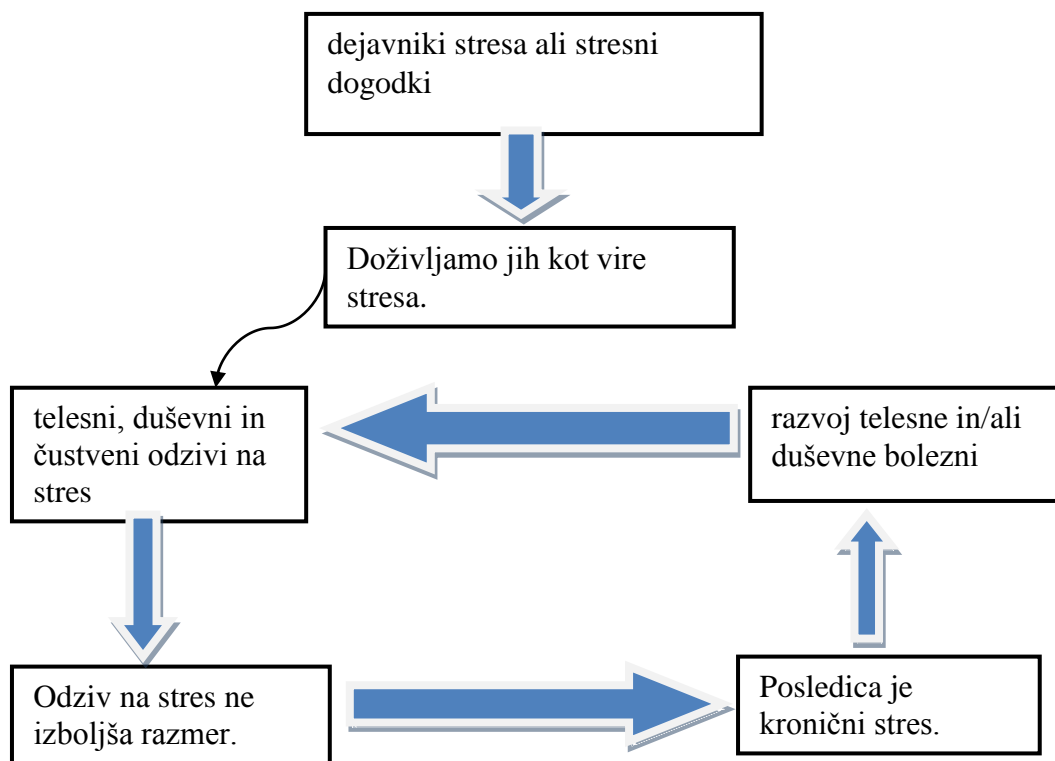 dejavniki stresa ali stresni
dogodki
Doživljamo jih kot vire
stresa.
telesni, duševni in
čustveni odzivi na
stres
razvoj telesne in/ali
duševne bolezni
Odziv na stres ne
izboljša razmer.
Posledica je
kronični stres.